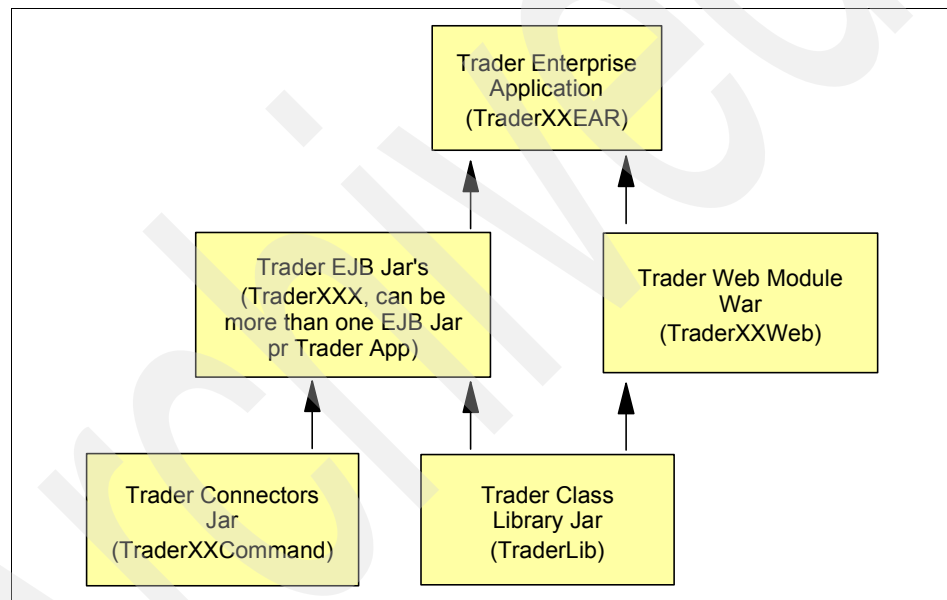 Trader Enterprise
Application
(TraderXXEAR)
Trader EJB Jar's
(TraderXXX, can be
more than one EJB Jar
pr Trader App)
Trader Web Module
War
(TraderXXWeb)
Trader Connectors
Jar
(TraderXXCommand)
Trader Class
Library Jar
(TraderLib)